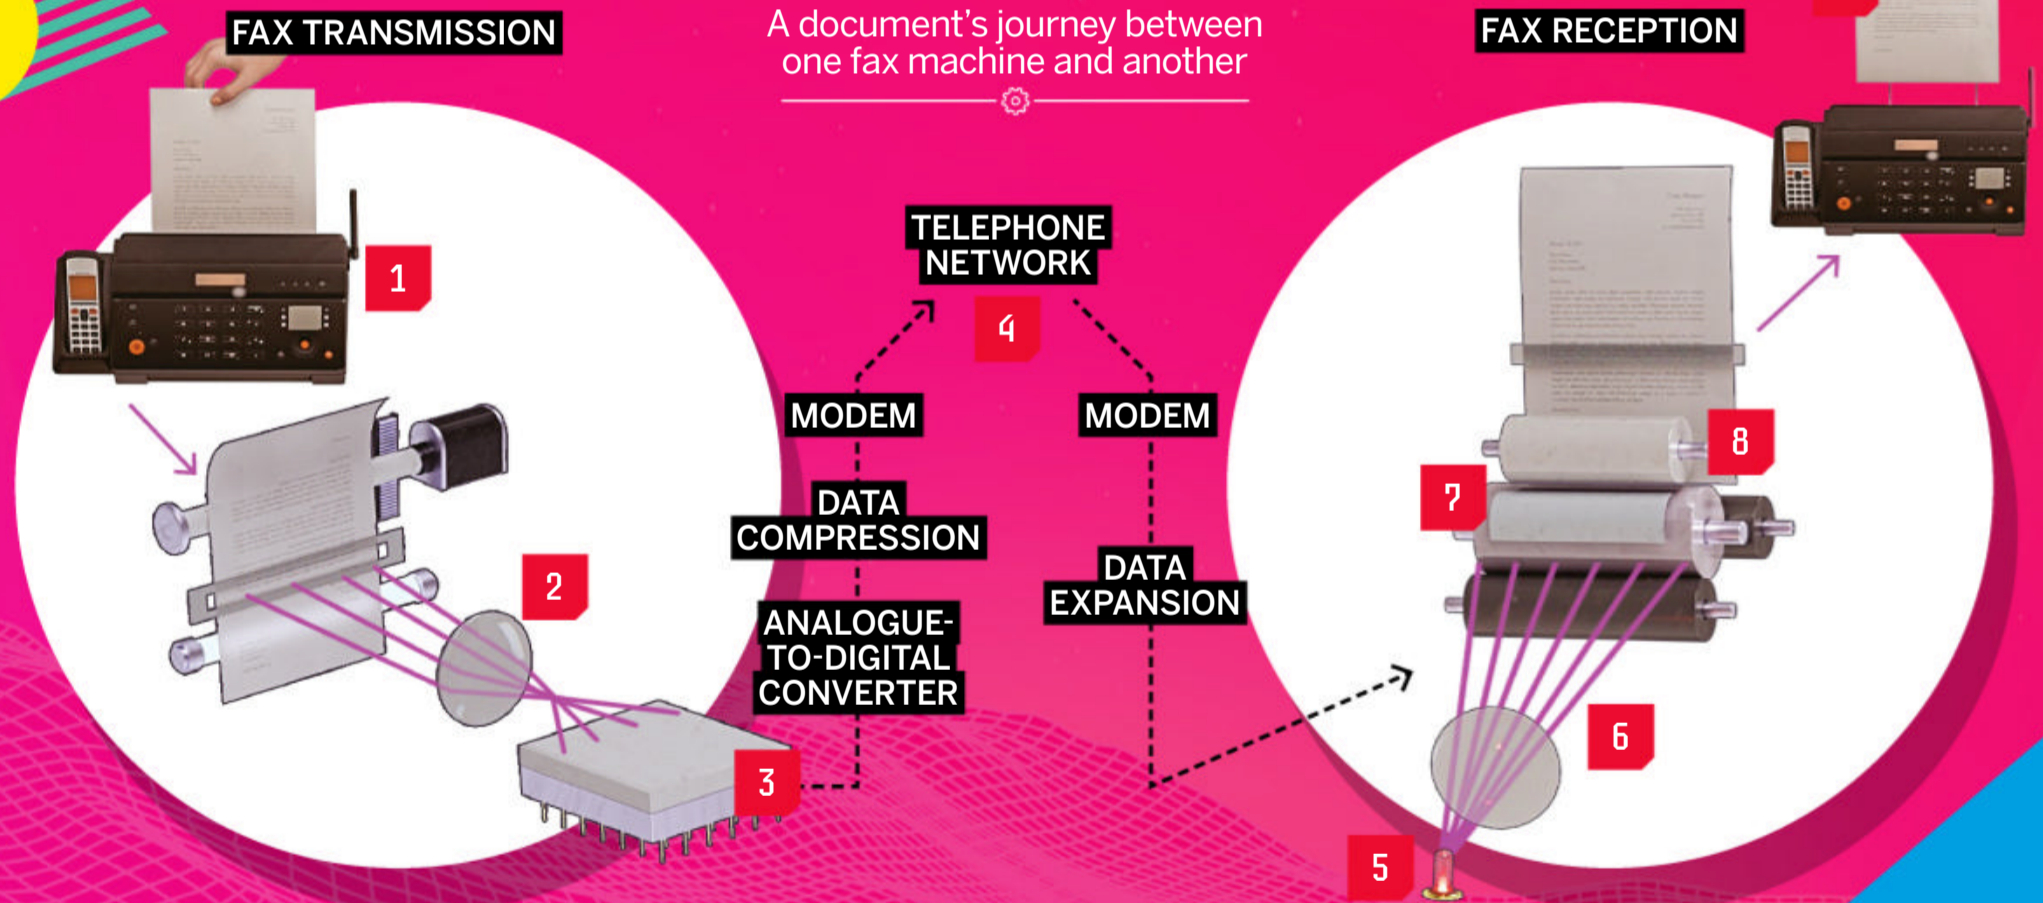 FAX TRANSMISSION
A document's journey between
one fax machine and another
FAX RECEPTION
1
2
3
ANALOGUE-
TO-DIGITAL
CONVERTER
DATA
COMPRESSION
MODEM
TELEPHONE
NETWORK
4
MODEM
DATA
EXPANSION
5
6
7
8